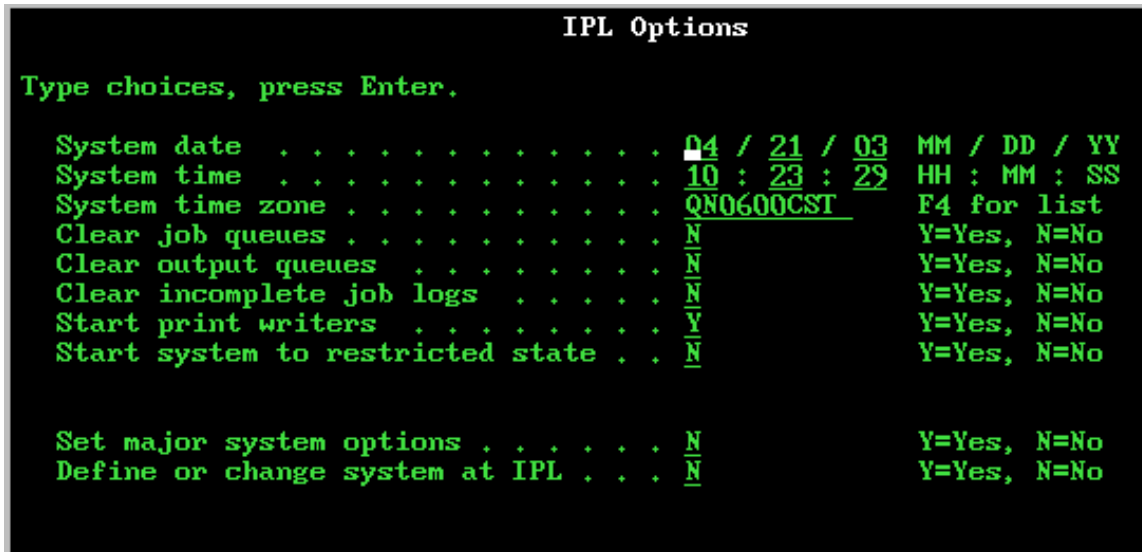 IPL Options
Type choices, press Enter.
System date . . . . . . . . . . . . 04 / 21 / 03 MM / DD / YY
System time . . . . . . . . . . . . 10 : 23 : 29 HH : MM : SS
System time zone . . . . . . . . . . QN0600CST F4 for list
Clear job queues . . . . . . . . . . N Y=Yes, N=No
Clear output queues . . . . . . . . N Y=Yes, N=No
Clear incomplete job logs . . . . . N Y=Yes, N=No
Start print writers . . . . . . . . Y Y=Yes, N=No
Start system to restricted state . . N Y=Yes, N=No
Set major system options . . . . . . N Y=Yes, N=No
Define or change system at IPL . . . N Y=Yes, N=No